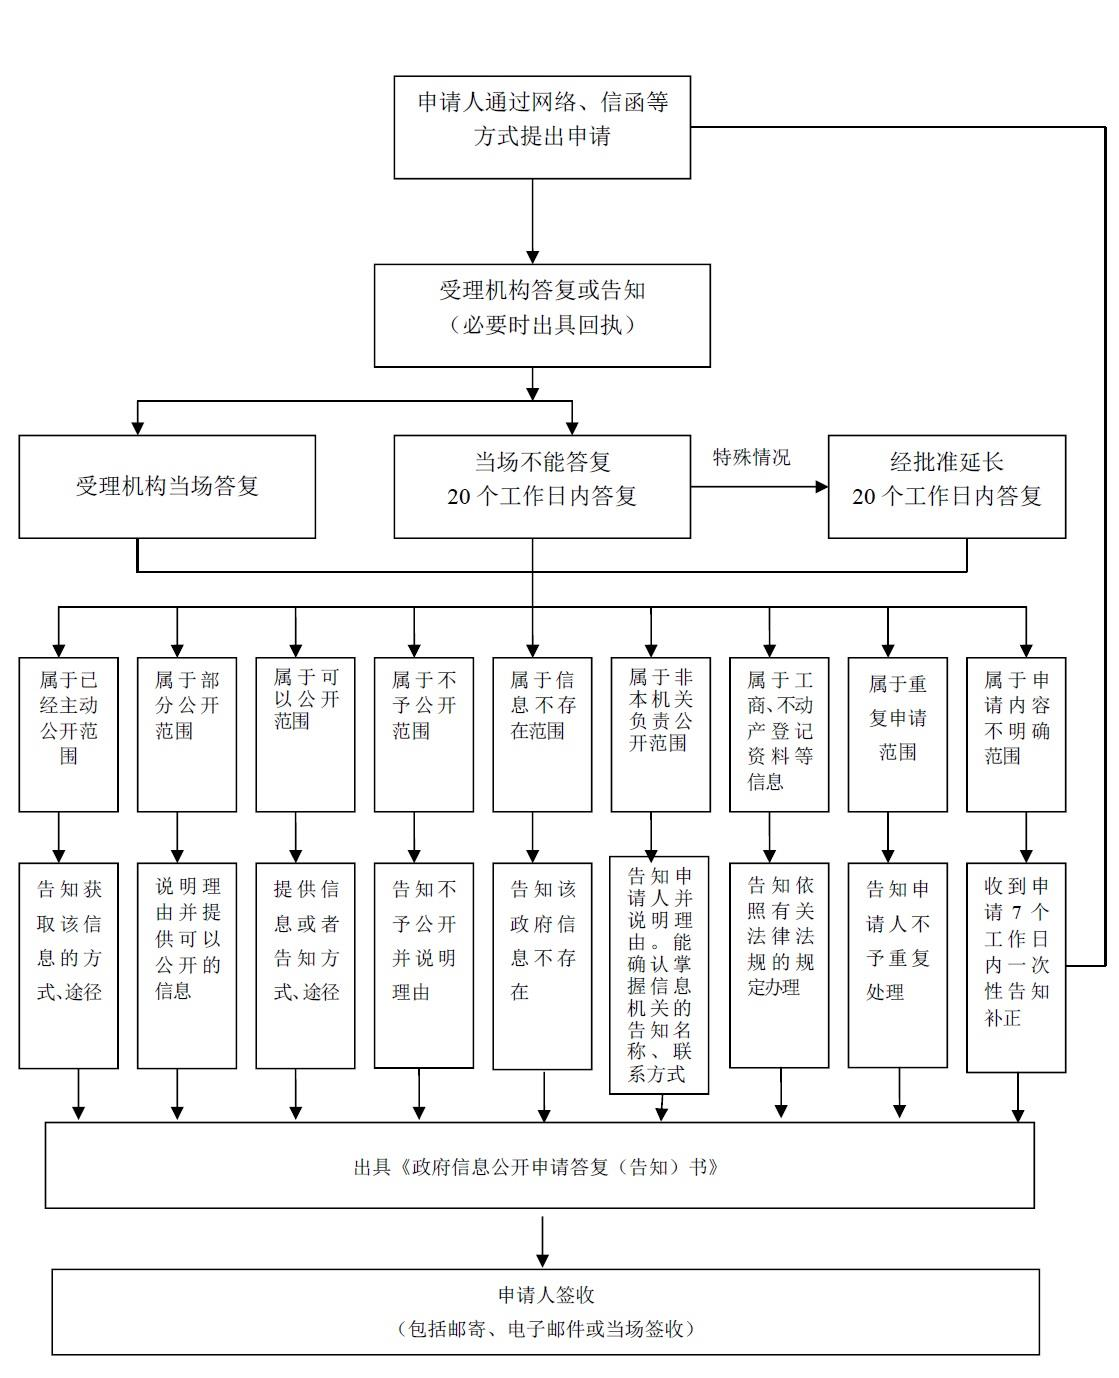 申请人通过网络、信函等
方式提出申请
受理机构答复或告知
（必要时出具回执）
受理机构当场答复
当场不能答复
20 个工作日内答复
特殊情况
经批准延长
20 个工作日内答复
属于已
经主动
公开范
围
属于部
分公开
范围
属于可
以公开
范围
属于不
予公开
范围
属于信
息不存
在范围
属于非
本机关
负责公
开范围
属于工
商、不动
产登记
资料等
信息
属于重
复申请
范围
属于申
请内容
不明确
范围
告知获
取该信
息的方
式、途径
说明理
由并提
供可以
公开的
信息
提供信
息或者
告知方
式、途径
告知不
予公开
并说明
理由
告知该
政府信
息不存
在
告知申
请人并
说明理
由。能
确认掌
握信息
机关的
告知名
称、联
系方式
告知依
照有关
法律法
规的规
定办理
告知申
请人不
予重复
处理
收到申
请 7 个
工作日
内一次
性告知
补正
出具《政府信息公开申请答复（告知）书》
申请人签收
（包括邮寄、电子邮件或当场签收）